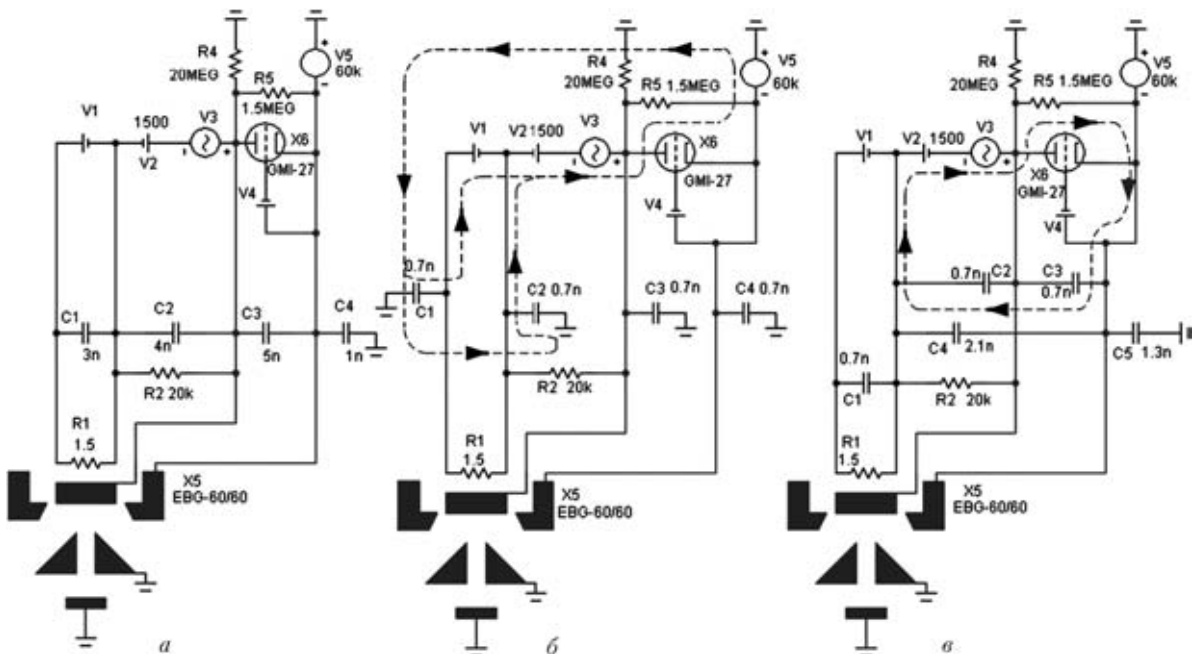 R4
20MEG
R5
1.5MEG
V5
60k
+
-
V1
1500
V2
V3
X6
GMI-27
V4
C1
3n
C2
4n
C3
5n
C4
1n
R2 20k
R1
1.5
X5
EBG-60/60
а
R4
20MEG
R5 1.5MEG
V5
60k
+
-
V1
V2 1500
V3
X6
GMI-27
V4
0.7n
C1
C2 0.7n
C3 0.7n
C4 0.7n
R2 20k
R1
1.5
X5
EBG-60/60
б
R4
20MEG
R5 1.5MEG
V5
60k
+
-
V1
V2 1500
V3
X6
GMI-27
V4
0.7n C2
C3
0.7n
C4 2.1n
C5 1.3n
0.7n
C1
R2 20k
R1
1.5
X5
EBG-60/60
в